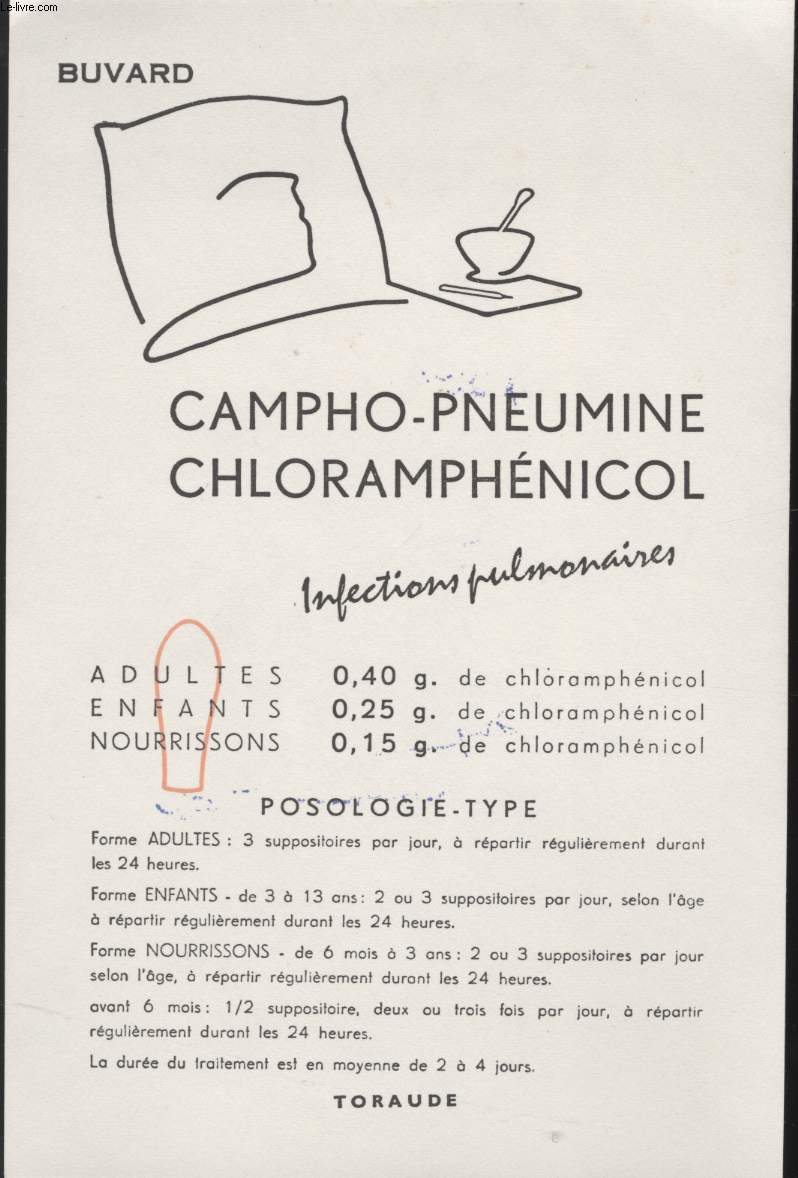 Le-livre.com
BUVARD
CAMPHO-PNEUMINE
CHLORAMPHÉNICOL
Infections pulmonaires
ADULTES 0,40 g. de chloramphénicol
ENFANTS 0,25 g. de chloramphénicol
NOURRISSONS 0,15 g. de chloramphénicol
POSOLOGIE-TYPE
Forme ADULTES : 3 suppositoires par jour, à répartir régulièrement durant
les 24 heures.
Forme ENFANTS - de 3 à 13 ans : 2 ou 3 suppositoires par jour, selon l'âge
à répartir régulièrement durant les 24 heures.
Forme NOURRISSONS - de 6 mois à 3 ans : 2 ou 3 suppositoires par jour
selon l'âge, à répartir régulièrement durant les 24 heures.
avant 6 mois : 1/2 suppositoire, deux ou trois fois par jour, à répartir
régulièrement durant les 24 heures.
La durée du traitement est en moyenne de 2 à 4 jours.
TORAUDE